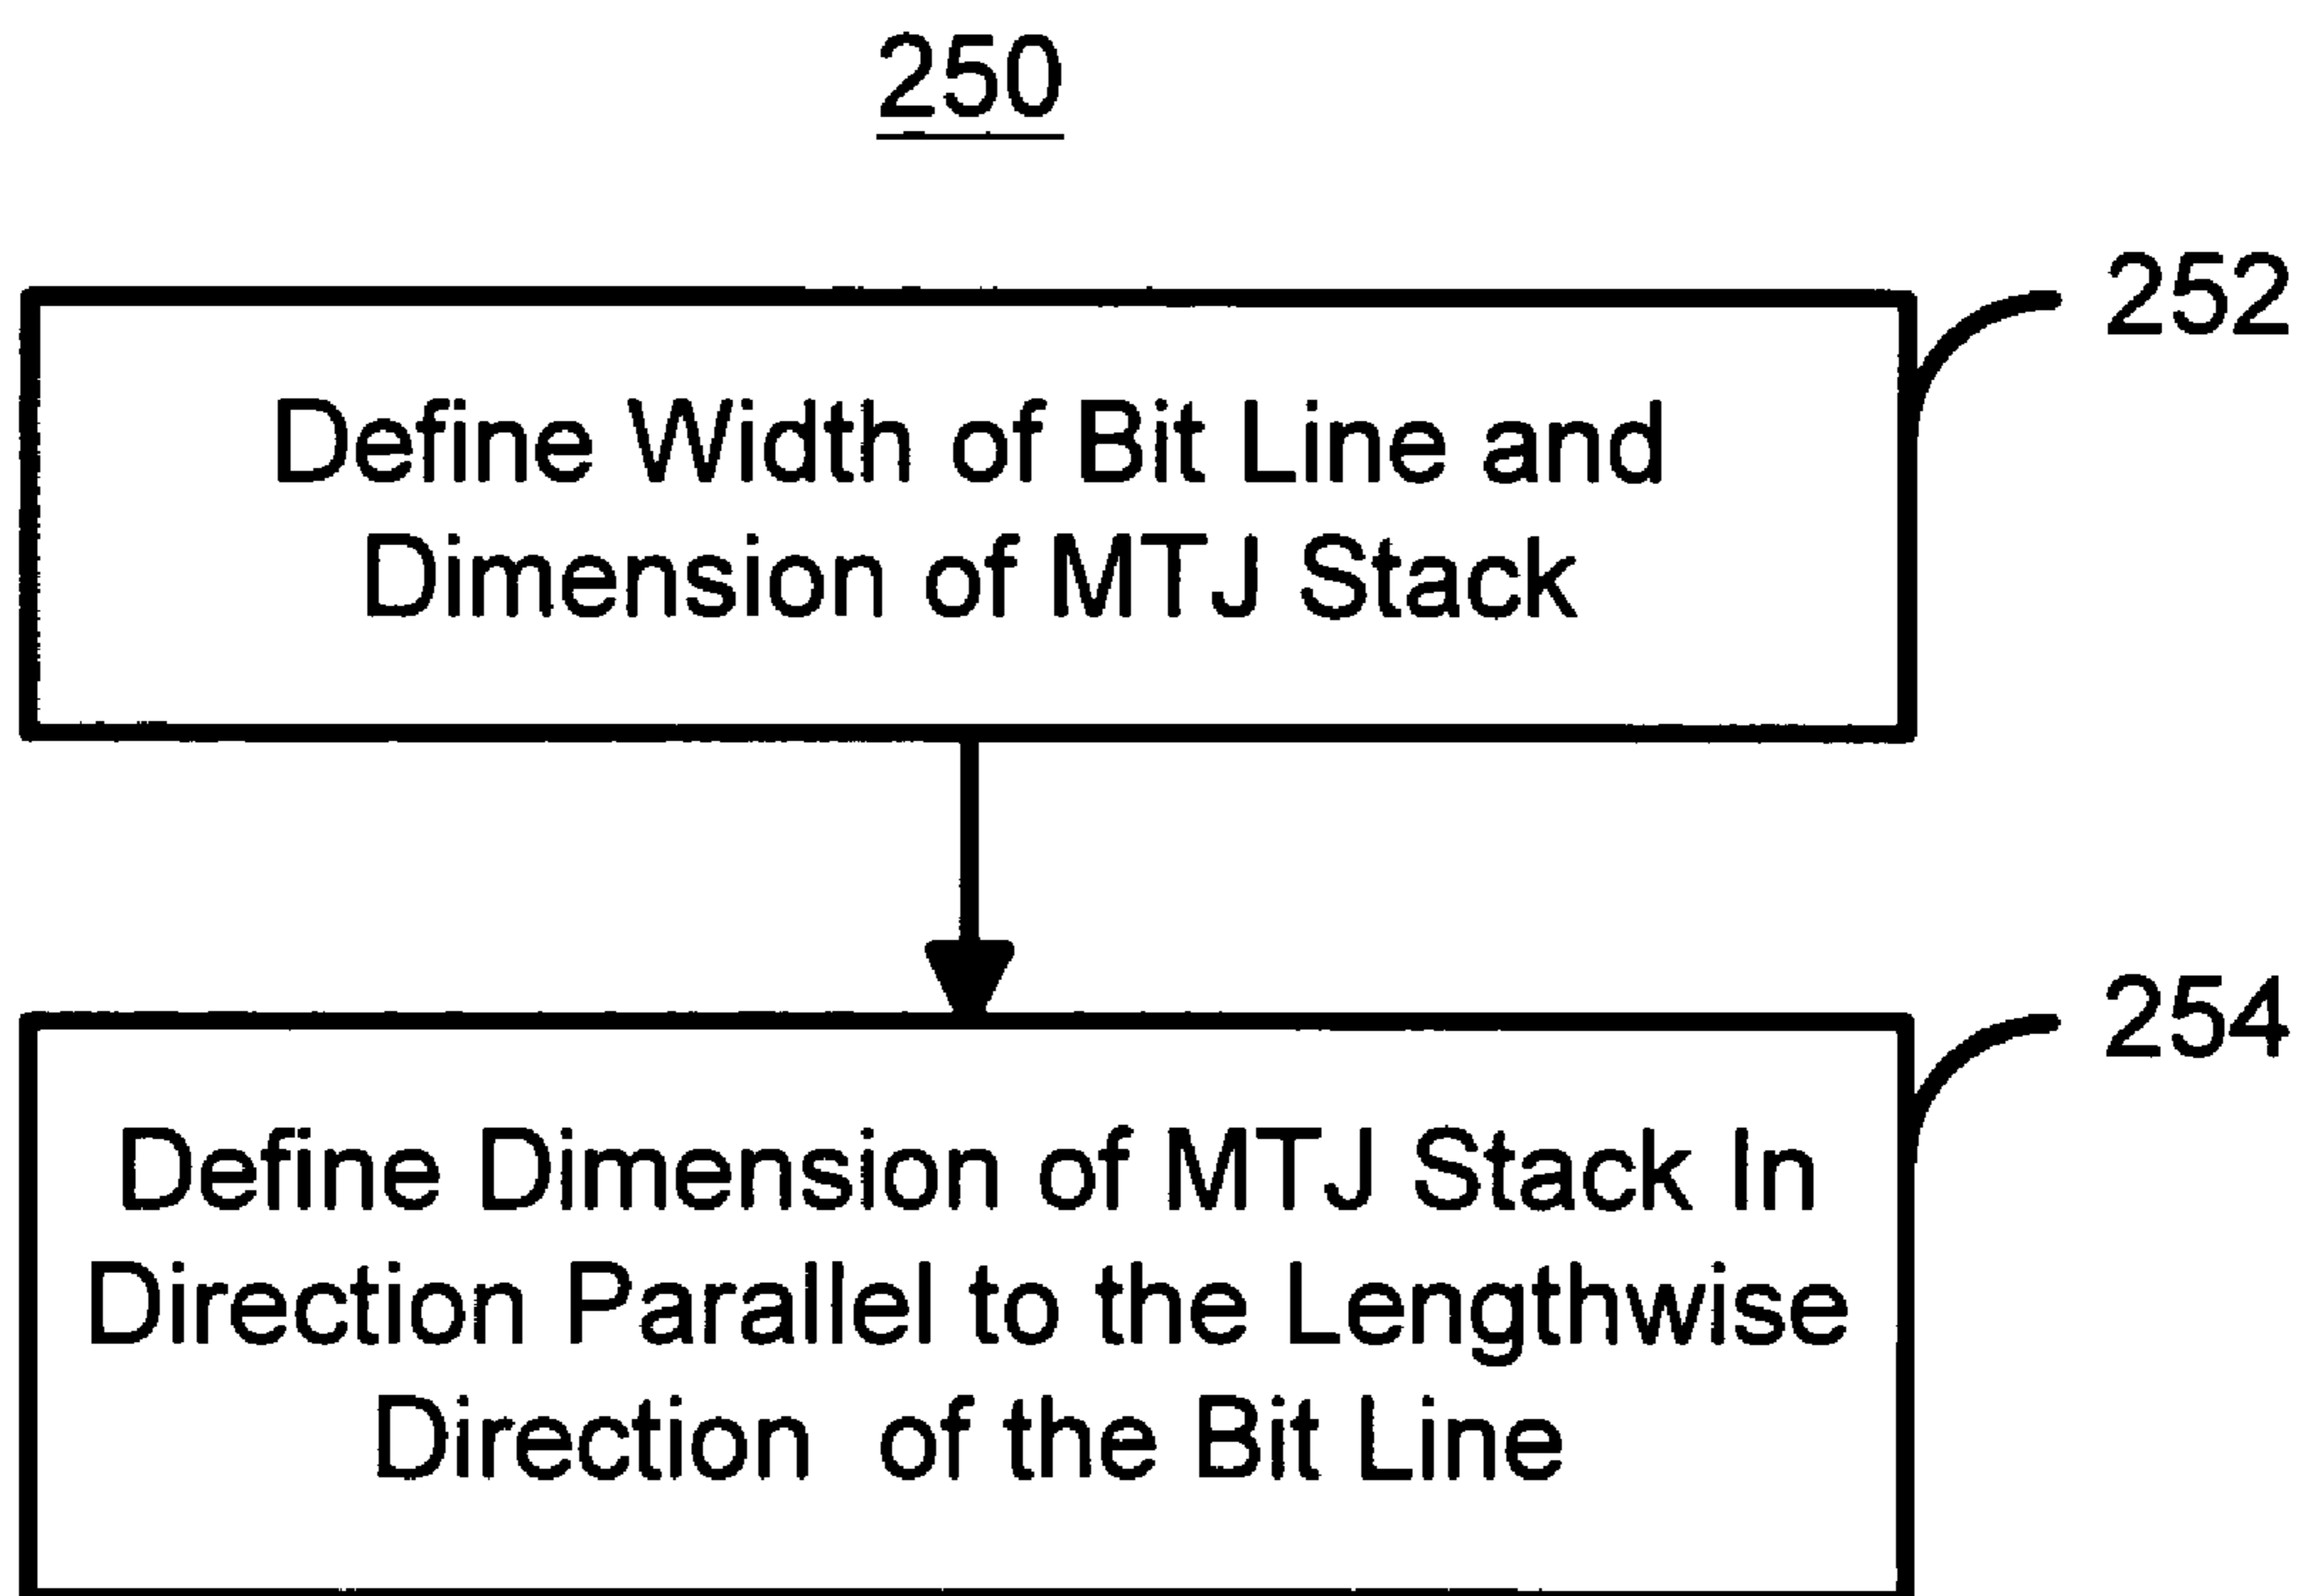 250
252
Define Width of Bit Line and
Dimension of MTJ Stack
254
Define Dimension of MTJ Stack In
Direction Parallel to the Lengthwise
Direction of the Bit Line